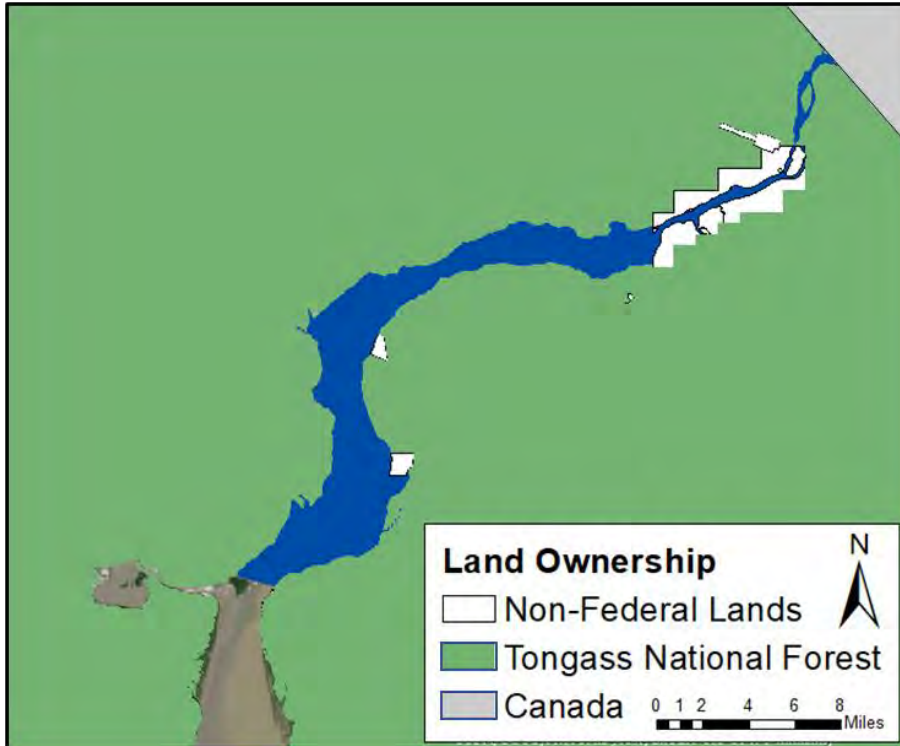 Land Ownership
N
Non-Federal Lands
Tongass National Forest
Canada
0 1 2 4 6 8
Miles